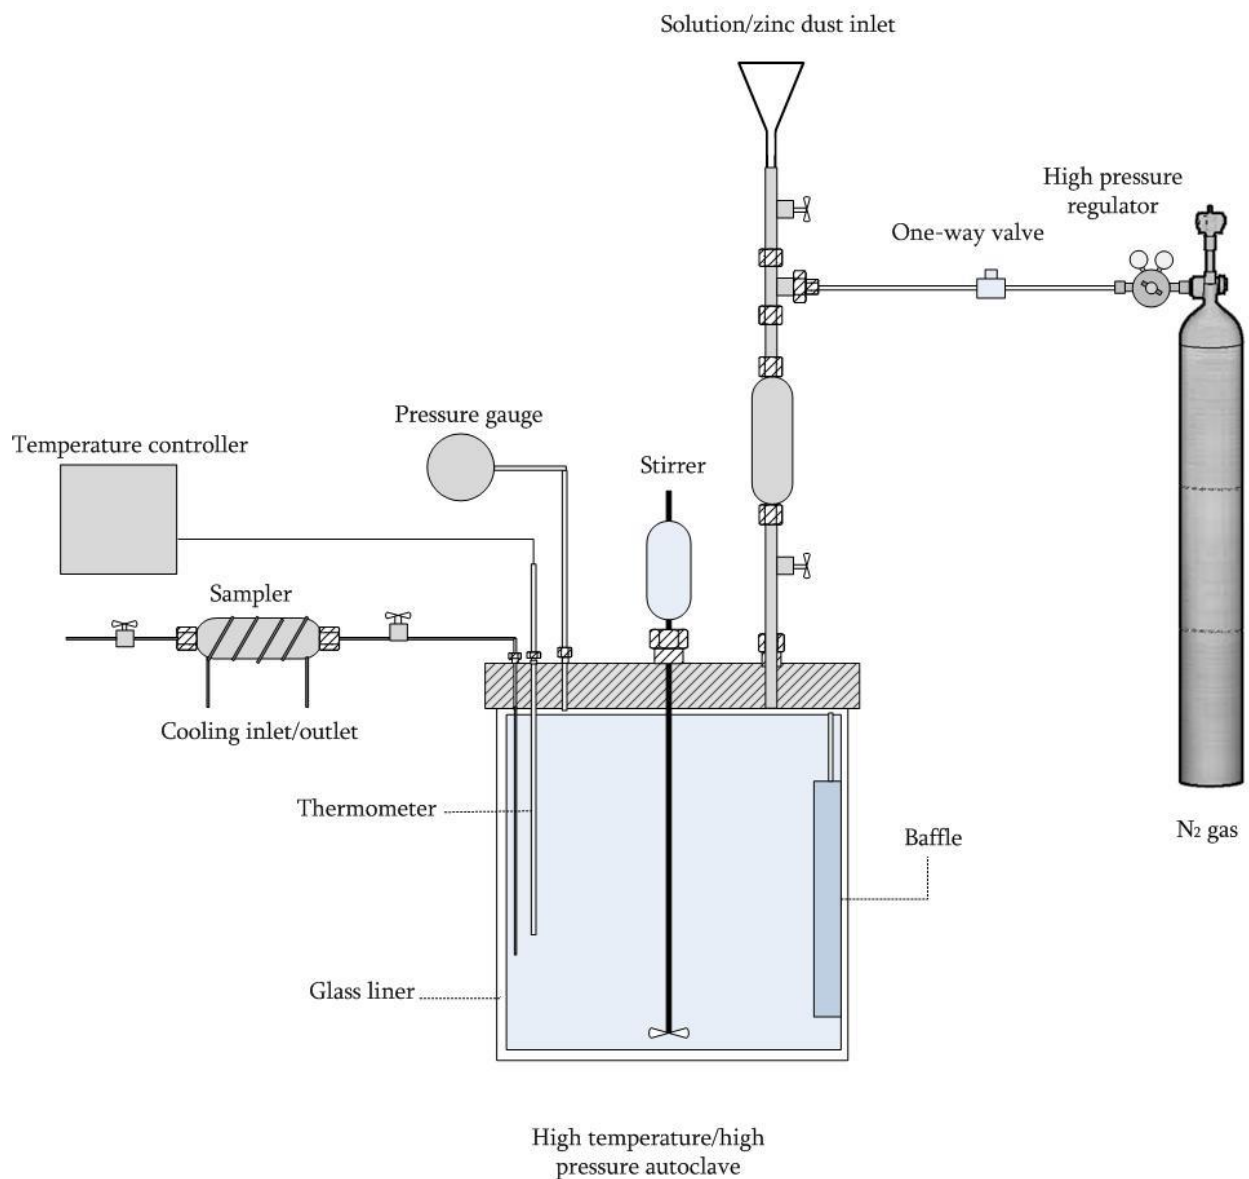 Solution/zinc dust inlet
High pressure
regulator
One-way valve
Pressure gauge
Temperature controller
Stirrer
Sampler
Cooling inlet/outlet
Thermometer
N2 gas
Baffle
Glass liner
High temperature/high
pressure autoclave